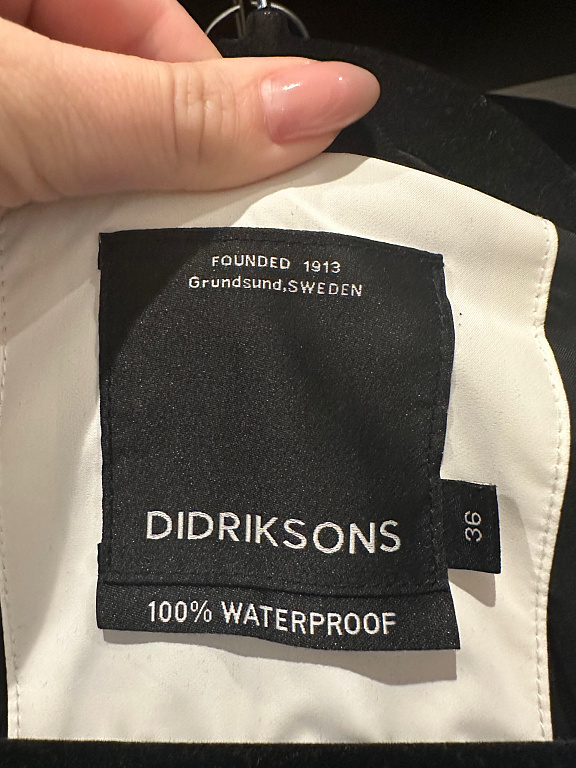 FOUNDED 1913
Grundsund,SWEDEN
DIDRIKSONS
36
100% WATERPROOF